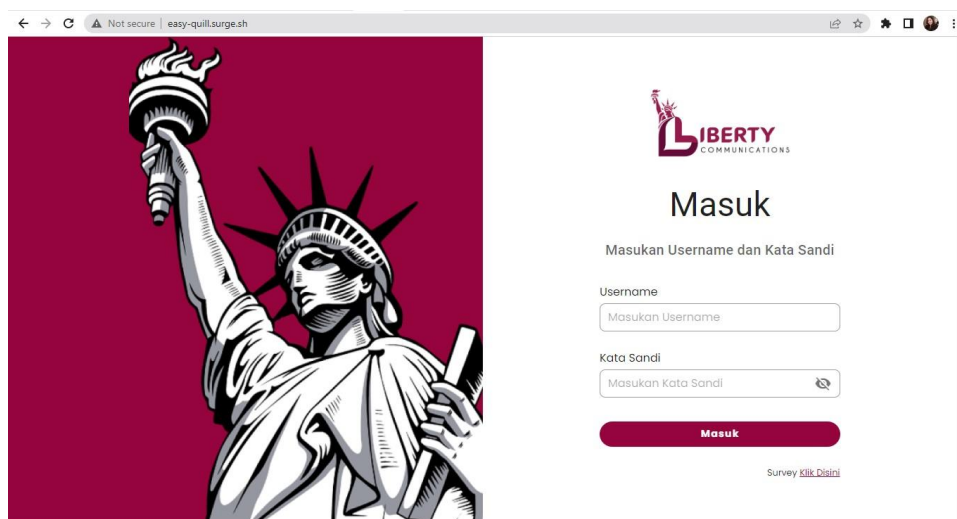 Not secure | easy-quill.surge.sh
LIBERTY
COMMUNICATIONS
Masuk
Masukan Username dan Kata Sandi
Username
Masukan Username
Kata Sandi
Masukan Kata Sandi
Masuk
Survey Klik Disini